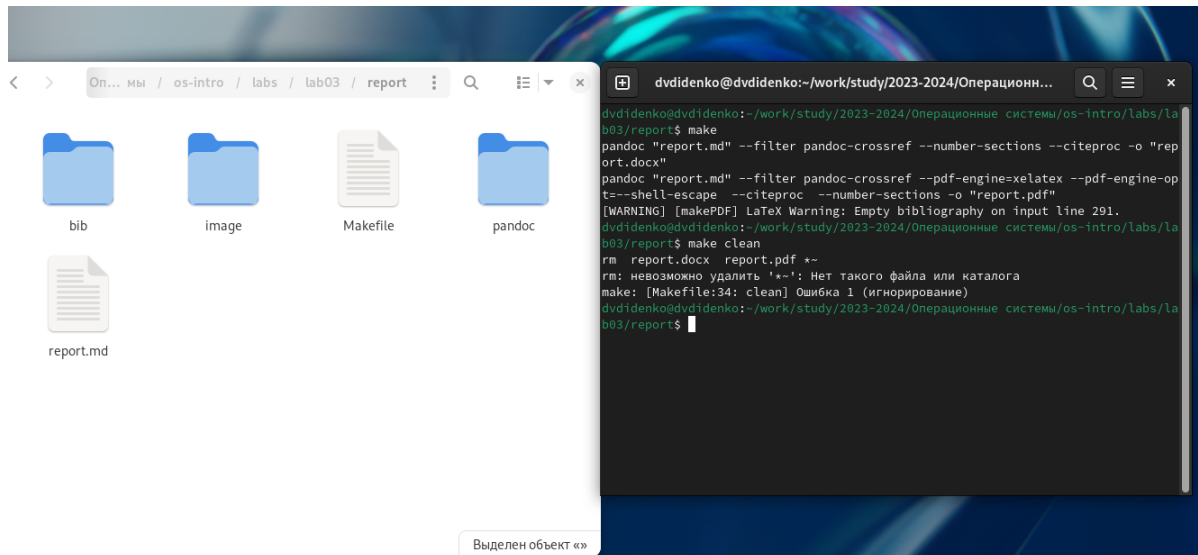 Оп... мы / os-intro / labs / lab03 / report
bib
image
Makefile
pandoc
report.md
Выделен объект «»
dvdidenko@dvdidenko:~/work/study/2023-2024/Операционн...
dvdidenko@dvdidenko:~/work/study/2023-2024/Операционные системы/os-intro/labs/la
b03/report$ make
pandoc "report.md" --filter pandoc-crossref --number-sections --citeproc -o "rep
ort.docx"
pandoc "report.md" --filter pandoc-crossref --pdf-engine=xelatex --pdf-engine-op
t=--shell-escape  --citeproc  --number-sections -o "report.pdf"
[WARNING] [makePDF] LaTeX Warning: Empty bibliography on input line 291.
dvdidenko@dvdidenko:~/work/study/2023-2024/Операционные системы/os-intro/labs/la
b03/report$ make clean
rm  report.docx  report.pdf *~
rm: невозможно удалить '*~': Нет такого файла или каталога
make: [Makefile:34: clean] Ошибка 1 (игнорирование)
dvdidenko@dvdidenko:~/work/study/2023-2024/Операционные системы/os-intro/labs/la
b03/report$